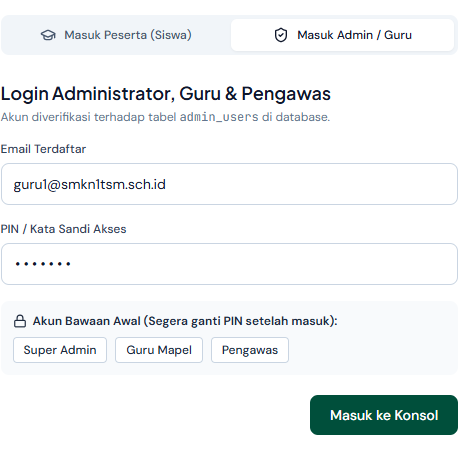 Masuk Peserta (Siswa)
Masuk Admin / Guru
Login Administrator, Guru & Pengawas
Akun diverifikasi terhadap tabel admin_users di database.
Email Terdaftar
guru1@smkn1tsm.sch.id
PIN / Kata Sandi Akses
•••••••
Akun Bawaan Awal (Segera ganti PIN setelah masuk):
Super Admin
Guru Mapel
Pengawas
Masuk ke Konsol